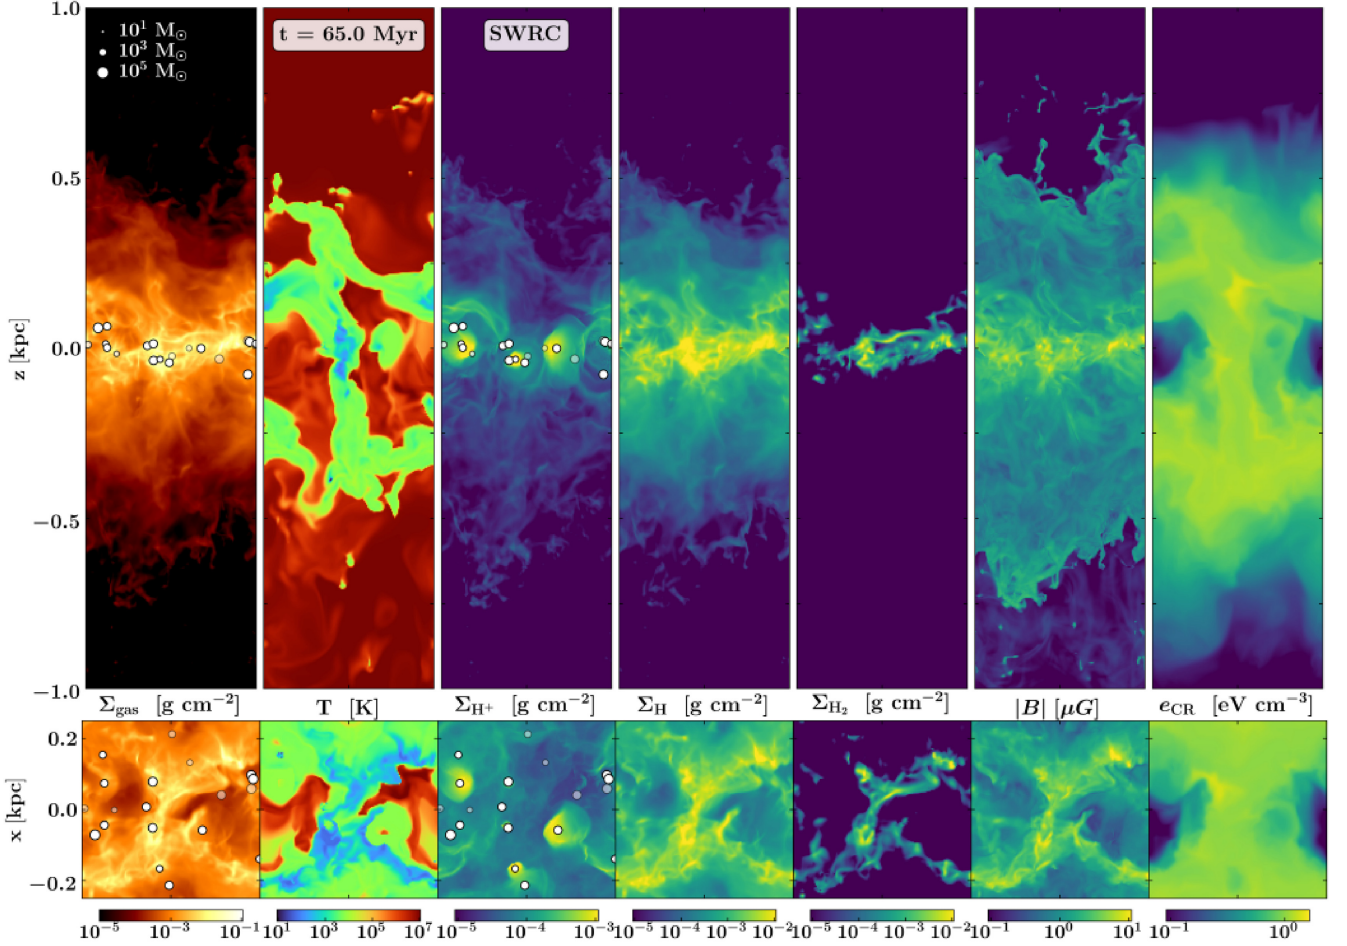 1.0
10¹ M☉
10³ M☉
10⁵ M☉
t = 65.0 Myr
SWRC
0.5
0.0
−0.5
−1.0
z [kpc]
Σgas [g cm⁻²]
T [K]
ΣH⁺ [g cm⁻²]
ΣH [g cm⁻²]
ΣH₂ [g cm⁻²]
|B| [μG]
eCR [eV cm⁻³]
0.2
0.0
−0.2
x [kpc]
10⁻⁵ 10⁻³ 10⁻¹
10¹ 10³ 10⁵ 10⁷
10⁻⁵ 10⁻⁴ 10⁻³
10⁻⁴ 10⁻³ 10⁻²
10⁻⁴ 10⁻³ 10⁻²
10⁻¹ 10⁰ 10¹
10⁻¹ 10⁰